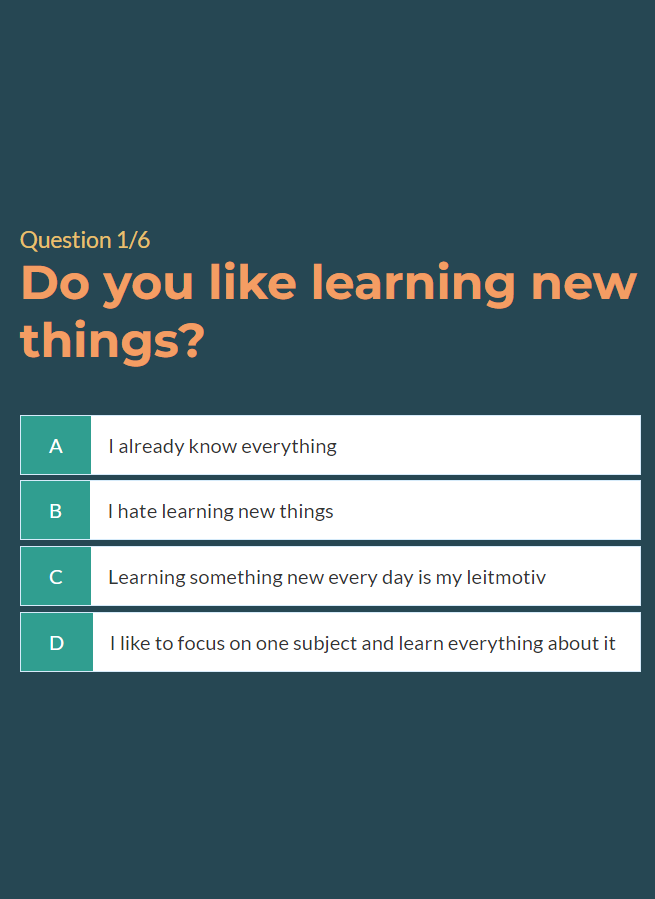 Question 1/6
Do you like learning new
things?
A I already know everything
B I hate learning new things
C Learning something new every day is my leitmotiv
D I like to focus on one subject and learn everything about it